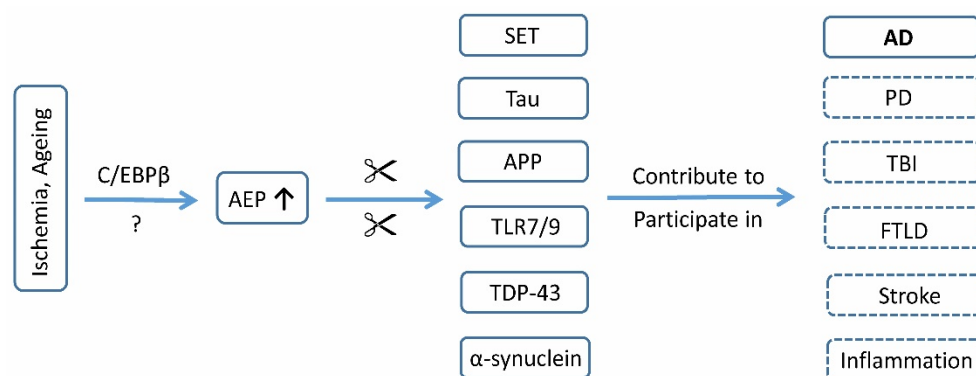 Ischemia, Ageing
C/EBPβ
?
AEP ↑
SET
Tau
APP
TLR7/9
TDP-43
α-synuclein
Contribute to
Participate in
AD
PD
TBI
FTLD
Stroke
Inflammation